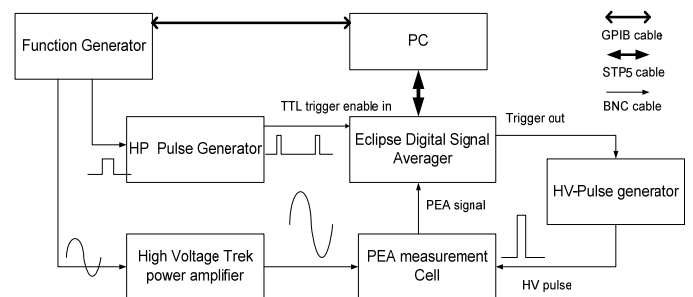 Function Generator
PC
GPIB cable
STP5 cable
BNC cable
TTL trigger enable in
HP Pulse Generator
Eclipse Digital Signal
Averager
Trigger out
HV-Pulse generator
PEA signal
High Voltage Trek
power amplifier
PEA measurement
Cell
HV pulse